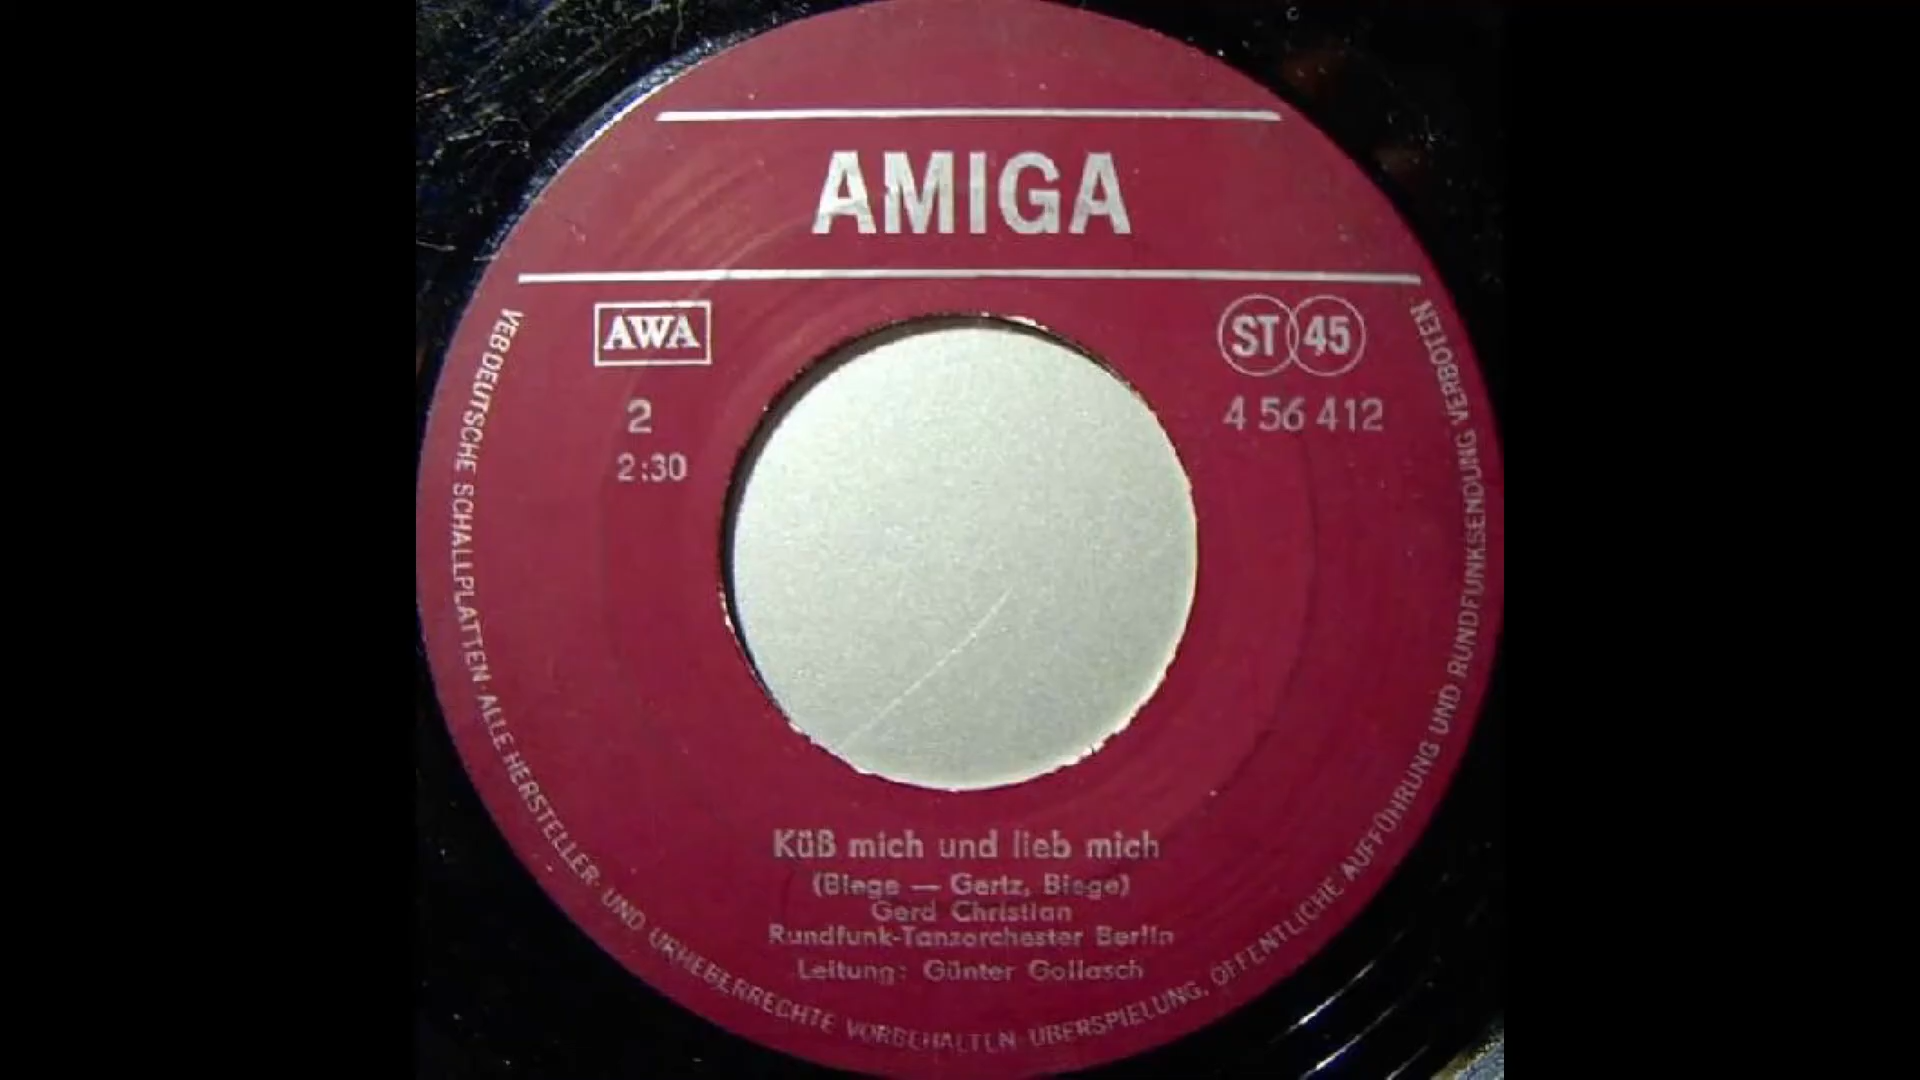 AMIGA
AWA
ST 45
2
4 56 412
2:30
Küß mich und lieb mich
(Biege — Gertz, Biege)
Gerd Christian
Rundfunk-Tanzorchester Berlin
Leitung: Günter Gollasch
VEB DEUTSCHE SCHALLPLATTEN · ALLE HERSTELLER- UND URHEBERRECHTE VORBEHALTEN · ÜBERSPIELUNG, ÖFFENTLICHE AUFFÜHRUNG UND RUNDFUNKSENDUNG VERBOTEN